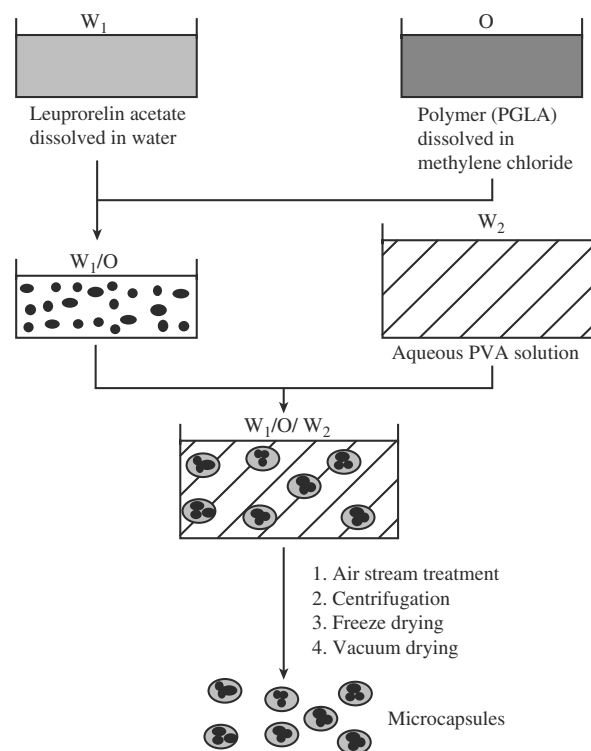 W₁
O
Leuprorelin acetate
dissolved in water
Polymer (PGLA)
dissolved in
methylene chloride
W₂
W₁/O
Aqueous PVA solution
W₁/O/ W₂
1. Air stream treatment
2. Centrifugation
3. Freeze drying
4. Vacuum drying
Microcapsules